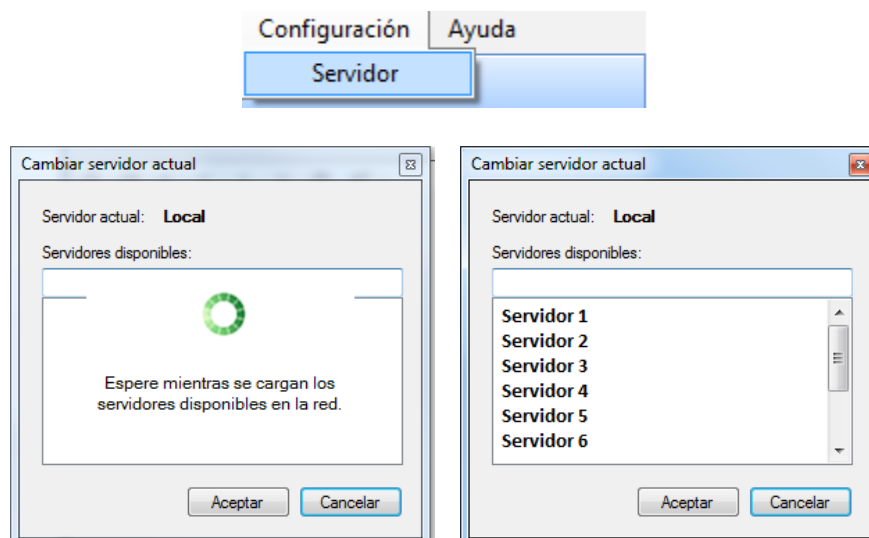 Configuración Ayuda
Servidor
Cambiar servidor actual
Servidor actual: Local
Servidores disponibles:
Espere mientras se cargan los
servidores disponibles en la red.
Aceptar Cancelar
Cambiar servidor actual
Servidor actual: Local
Servidores disponibles:
Servidor 1
Servidor 2
Servidor 3
Servidor 4
Servidor 5
Servidor 6
Aceptar Cancelar